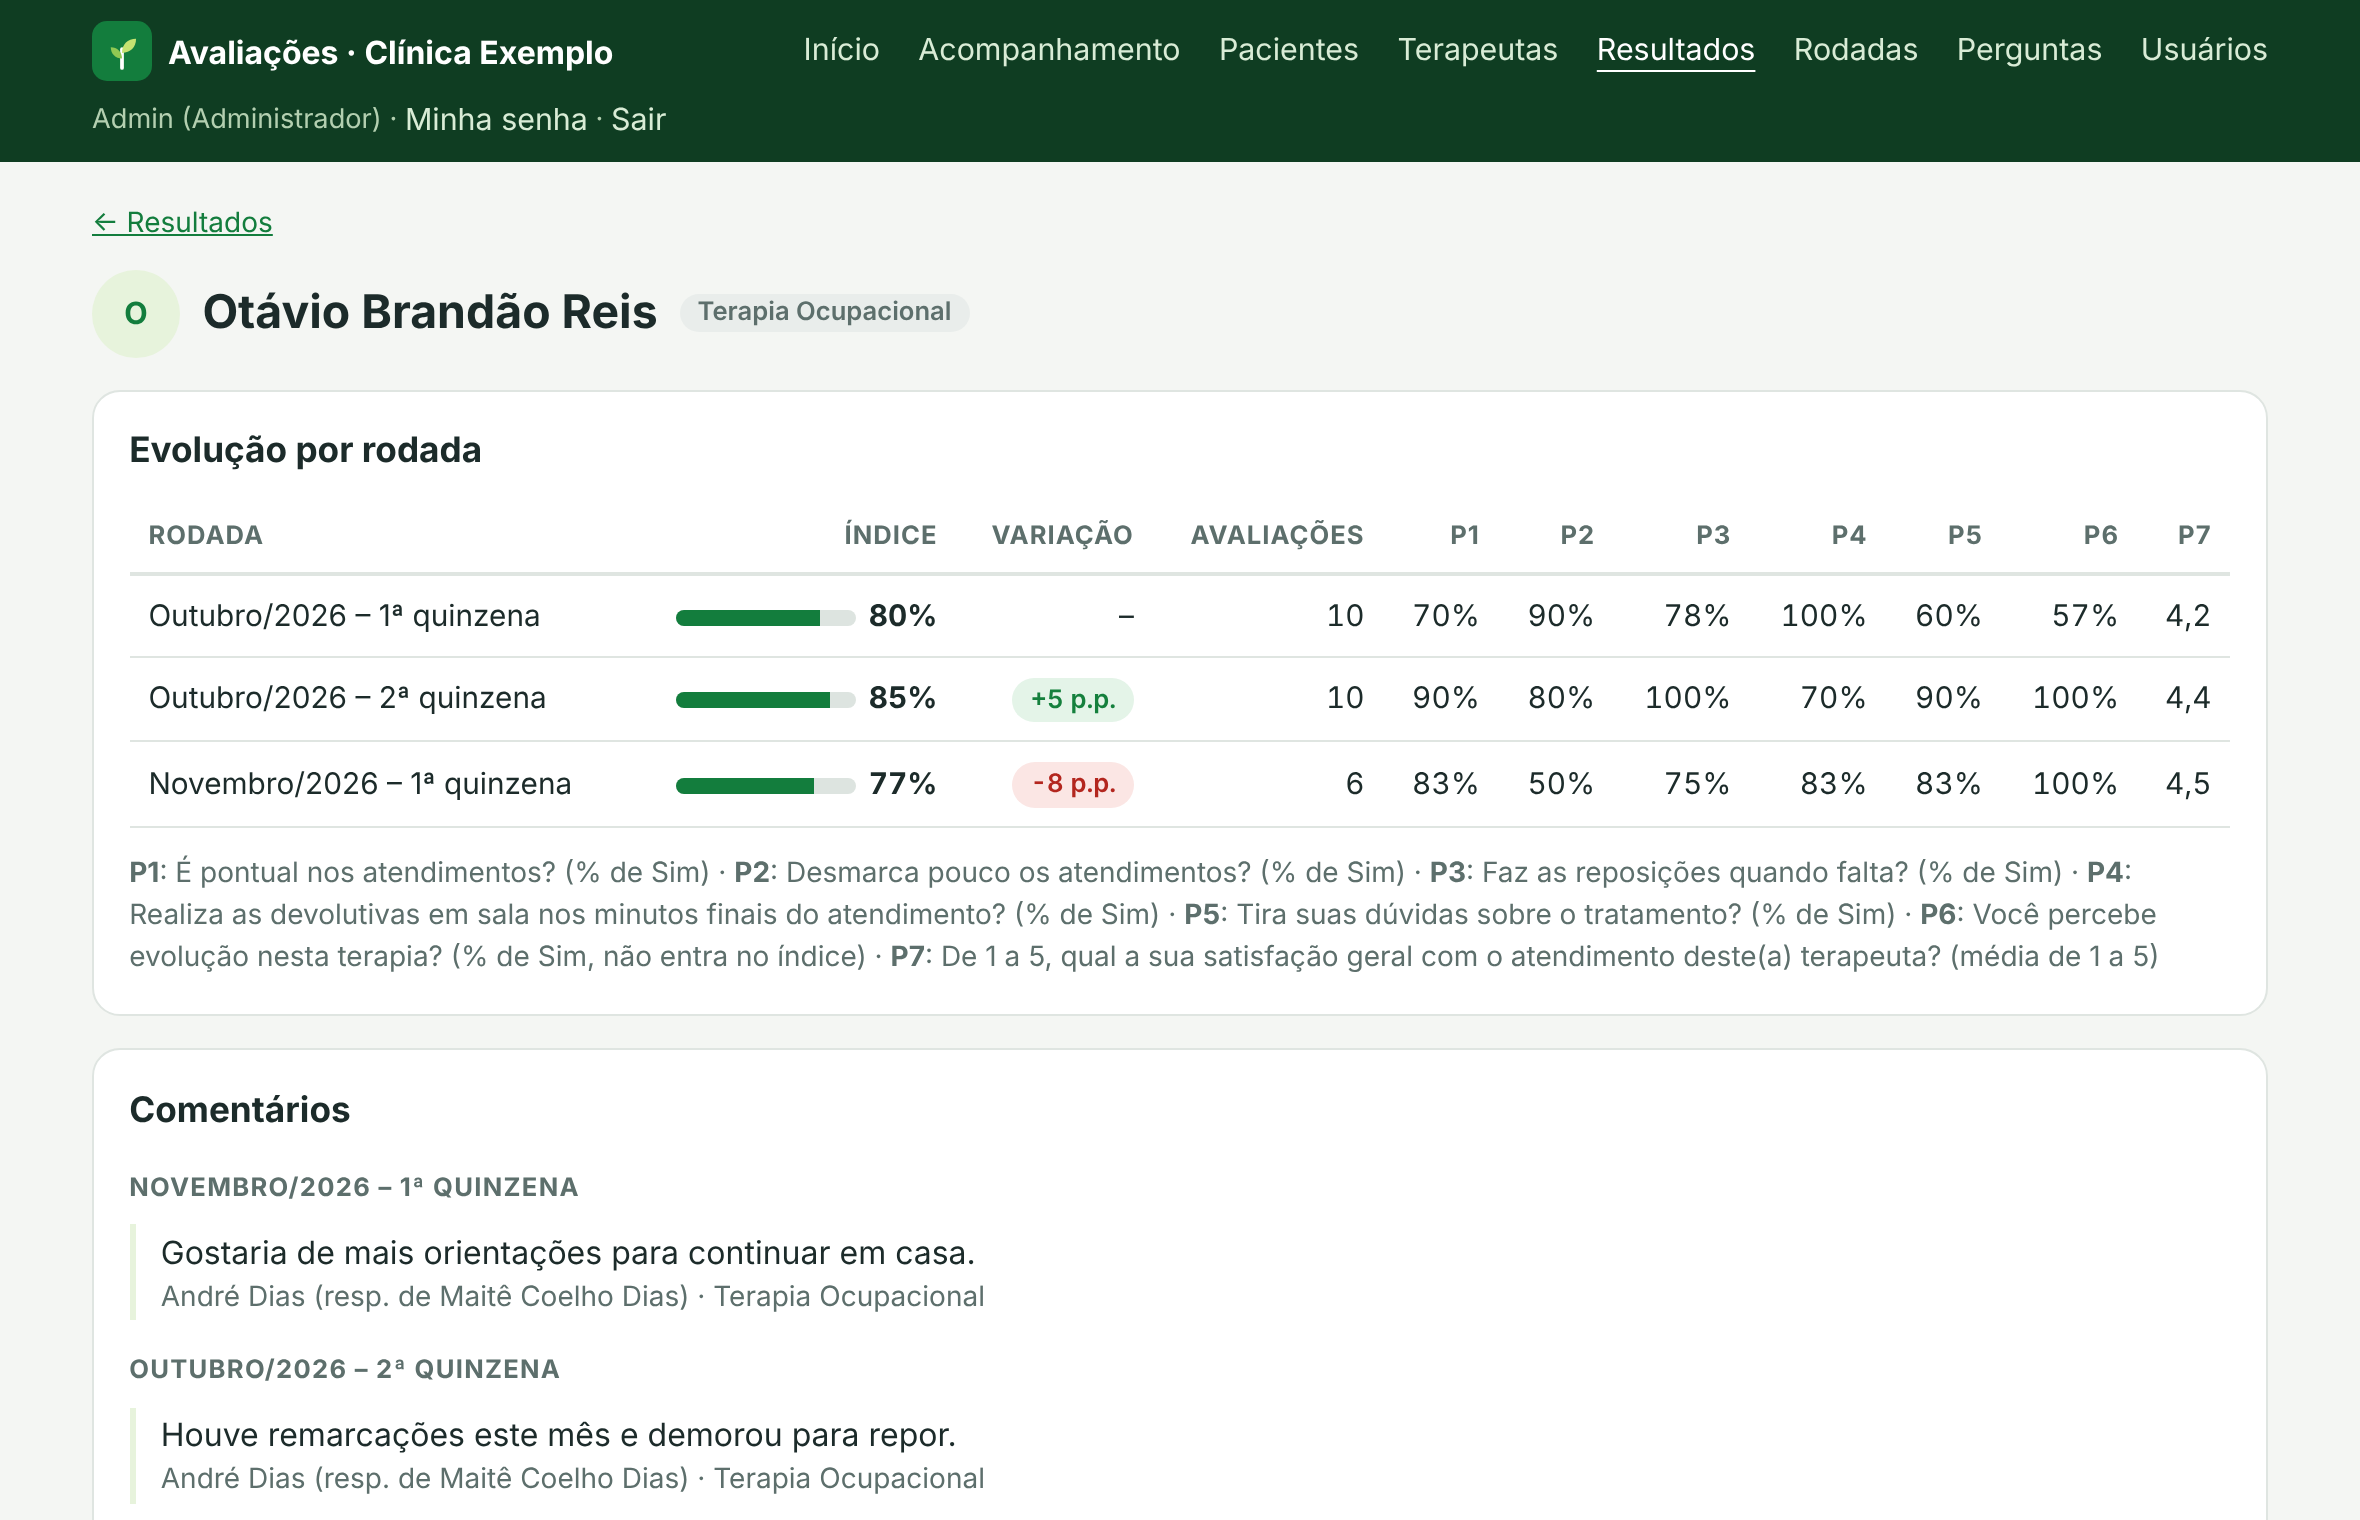 Avaliações · Clínica Exemplo
Início Acompanhamento Pacientes Terapeutas Resultados Rodadas Perguntas Usuários
Admin (Administrador) · Minha senha · Sair
← Resultados
O Otávio Brandão Reis Terapia Ocupacional
Evolução por rodada
RODADA ÍNDICE VARIAÇÃO AVALIAÇÕES P1 P2 P3 P4 P5 P6 P7
Outubro/2026 – 1ª quinzena 80% – 10 70% 90% 78% 100% 60% 57% 4,2
Outubro/2026 – 2ª quinzena 85% +5 p.p. 10 90% 80% 100% 70% 90% 100% 4,4
Novembro/2026 – 1ª quinzena 77% -8 p.p. 6 83% 50% 75% 83% 83% 100% 4,5
P1: É pontual nos atendimentos? (% de Sim) · P2: Desmarca pouco os atendimentos? (% de Sim) · P3: Faz as reposições quando falta? (% de Sim) · P4:
Realiza as devolutivas em sala nos minutos finais do atendimento? (% de Sim) · P5: Tira suas dúvidas sobre o tratamento? (% de Sim) · P6: Você percebe
evolução nesta terapia? (% de Sim, não entra no índice) · P7: De 1 a 5, qual a sua satisfação geral com o atendimento deste(a) terapeuta? (média de 1 a 5)
Comentários
NOVEMBRO/2026 – 1ª QUINZENA
Gostaria de mais orientações para continuar em casa.
André Dias (resp. de Maitê Coelho Dias) · Terapia Ocupacional
OUTUBRO/2026 – 2ª QUINZENA
Houve remarcações este mês e demorou para repor.
André Dias (resp. de Maitê Coelho Dias) · Terapia Ocupacional